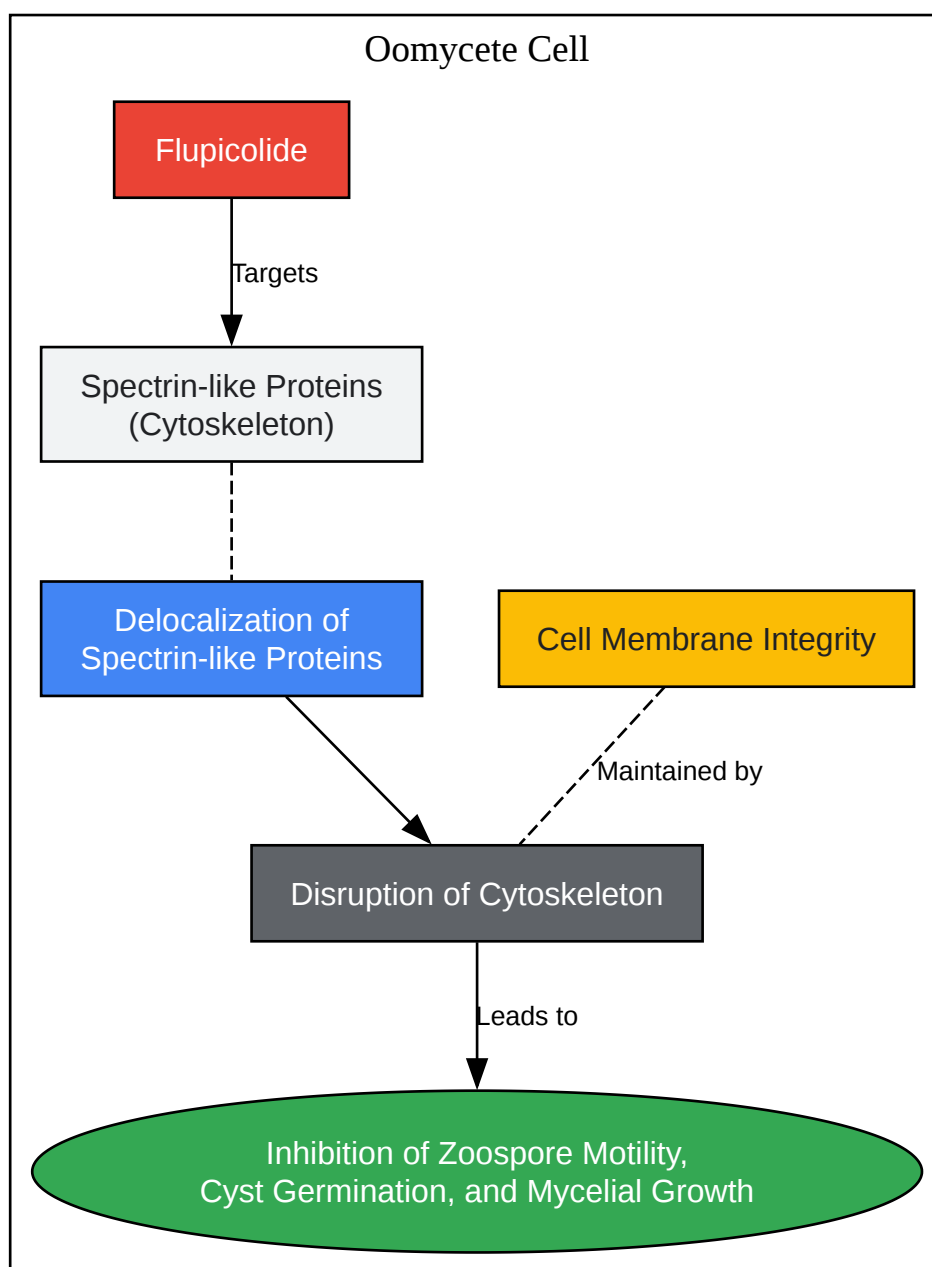 Oomycete Cell
Flupicolide
Targets
Spectrin-like Proteins
(Cytoskeleton)
Delocalization of
Spectrin-like Proteins
Cell Membrane Integrity
Maintained by
Disruption of Cytoskeleton
Leads to
Inhibition of Zoospore Motility,
Cyst Germination, and Mycelial Growth